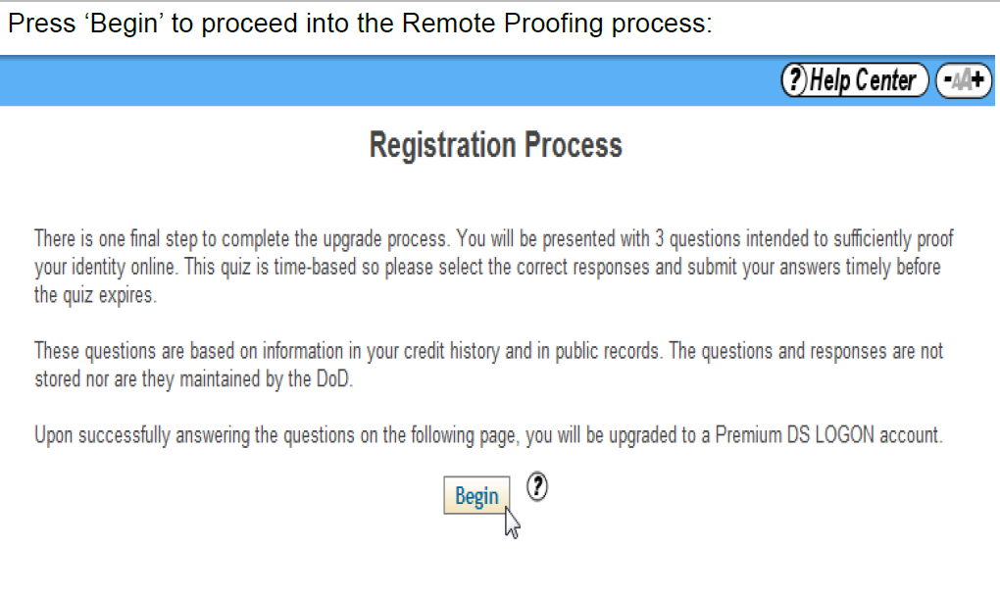 Press ‘Begin’ to proceed into the Remote Proofing process:
? Help Center -AA+
Registration Process
There is one final step to complete the upgrade process. You will be presented with 3 questions intended to sufficiently proof
your identity online. This quiz is time-based so please select the correct responses and submit your answers timely before
the quiz expires.
These questions are based on information in your credit history and in public records. The questions and responses are not
stored nor are they maintained by the DoD.
Upon successfully answering the questions on the following page, you will be upgraded to a Premium DS LOGON account.
Begin ?